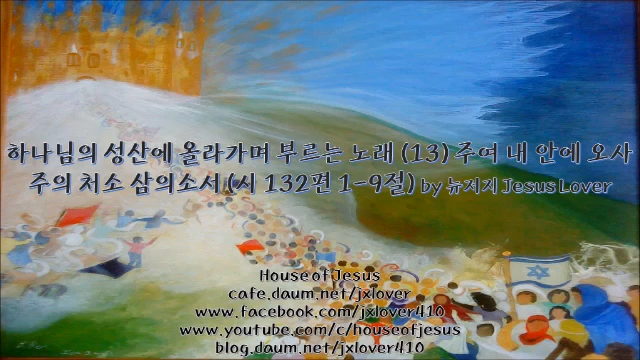 하나님의 성산에 올라가며 부르는 노래 (13) 주여 내 안에 오사
주의 처소 삼의소서 (시 132편 1-9절) by 뉴저지 Jesus Lover
House of Jesus
cafe.daum.net/jxlover
www.facebook.com/jxlover410
www.youtube.com/c/houseofjesus
blog.daum.net/jxlover410